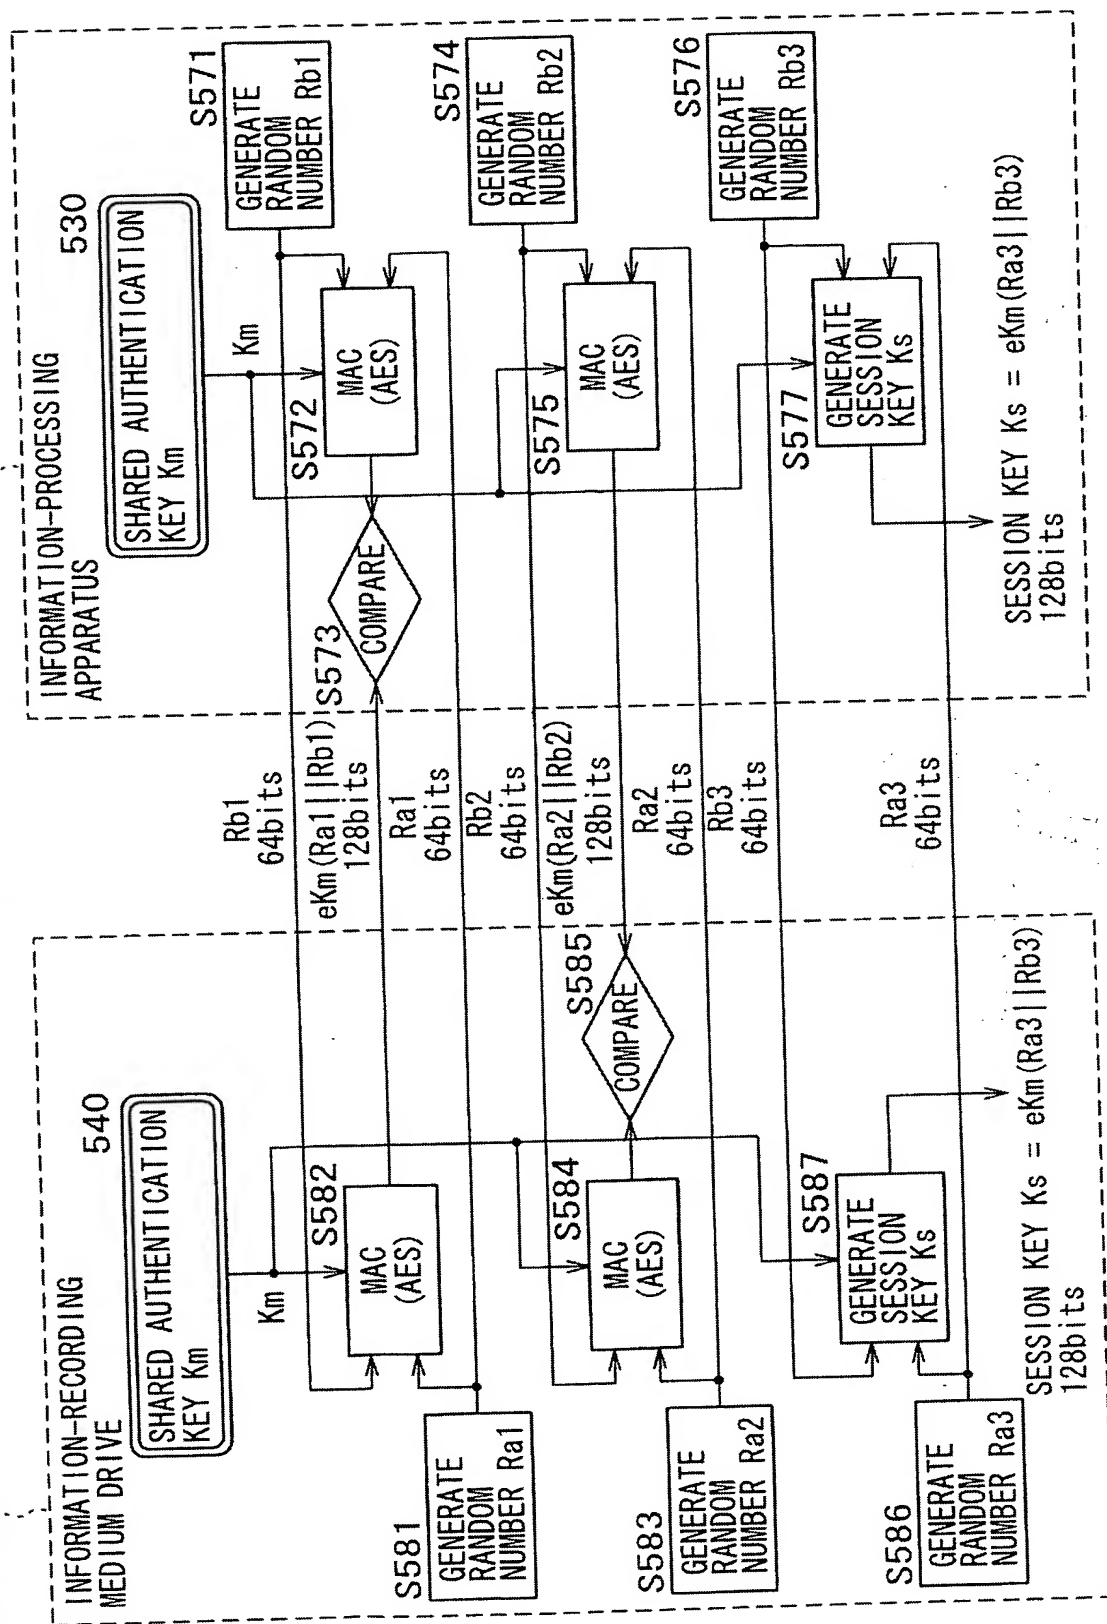 INFORMATION-RECORDING
MEDIUM DRIVE
540
SHARED AUTHENTICATION
KEY Km
Km
S581
GENERATE
RANDOM
NUMBER Ra1
S582
MAC
(AES)
S583
GENERATE
RANDOM
NUMBER Ra2
S584
MAC
(AES)
S585
COMPARE
S586
GENERATE
RANDOM
NUMBER Ra3
S587
GENERATE
SESSION
KEY Ks
SESSION KEY Ks = eKm(Ra3||Rb3)
128bits
Rb1
64bits
eKm(Ra1||Rb1)
128bits
Ra1
64bits
Rb2
64bits
eKm(Ra2||Rb2)
128bits
Ra2
64bits
Rb3
64bits
Ra3
64bits
INFORMATION-PROCESSING
APPARATUS
530
SHARED AUTHENTICATION
KEY Km
Km
S571
GENERATE
RANDOM
NUMBER Rb1
S572
MAC
(AES)
S573
COMPARE
S574
GENERATE
RANDOM
NUMBER Rb2
S575
MAC
(AES)
S576
GENERATE
RANDOM
NUMBER Rb3
S577
GENERATE
SESSION
KEY Ks
SESSION KEY Ks = eKm(Ra3||Rb3)
128bits